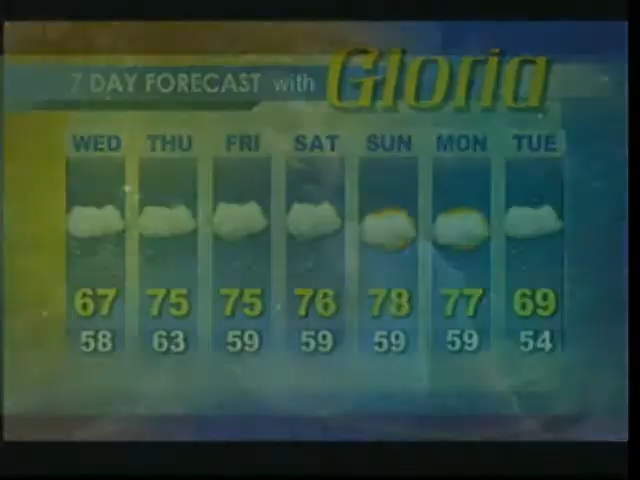 7 DAY FORECAST with Gloria
WED THU FRI SAT SUN MON TUE
67 75 75 76 78 77 69
58 63 59 59 59 59 54